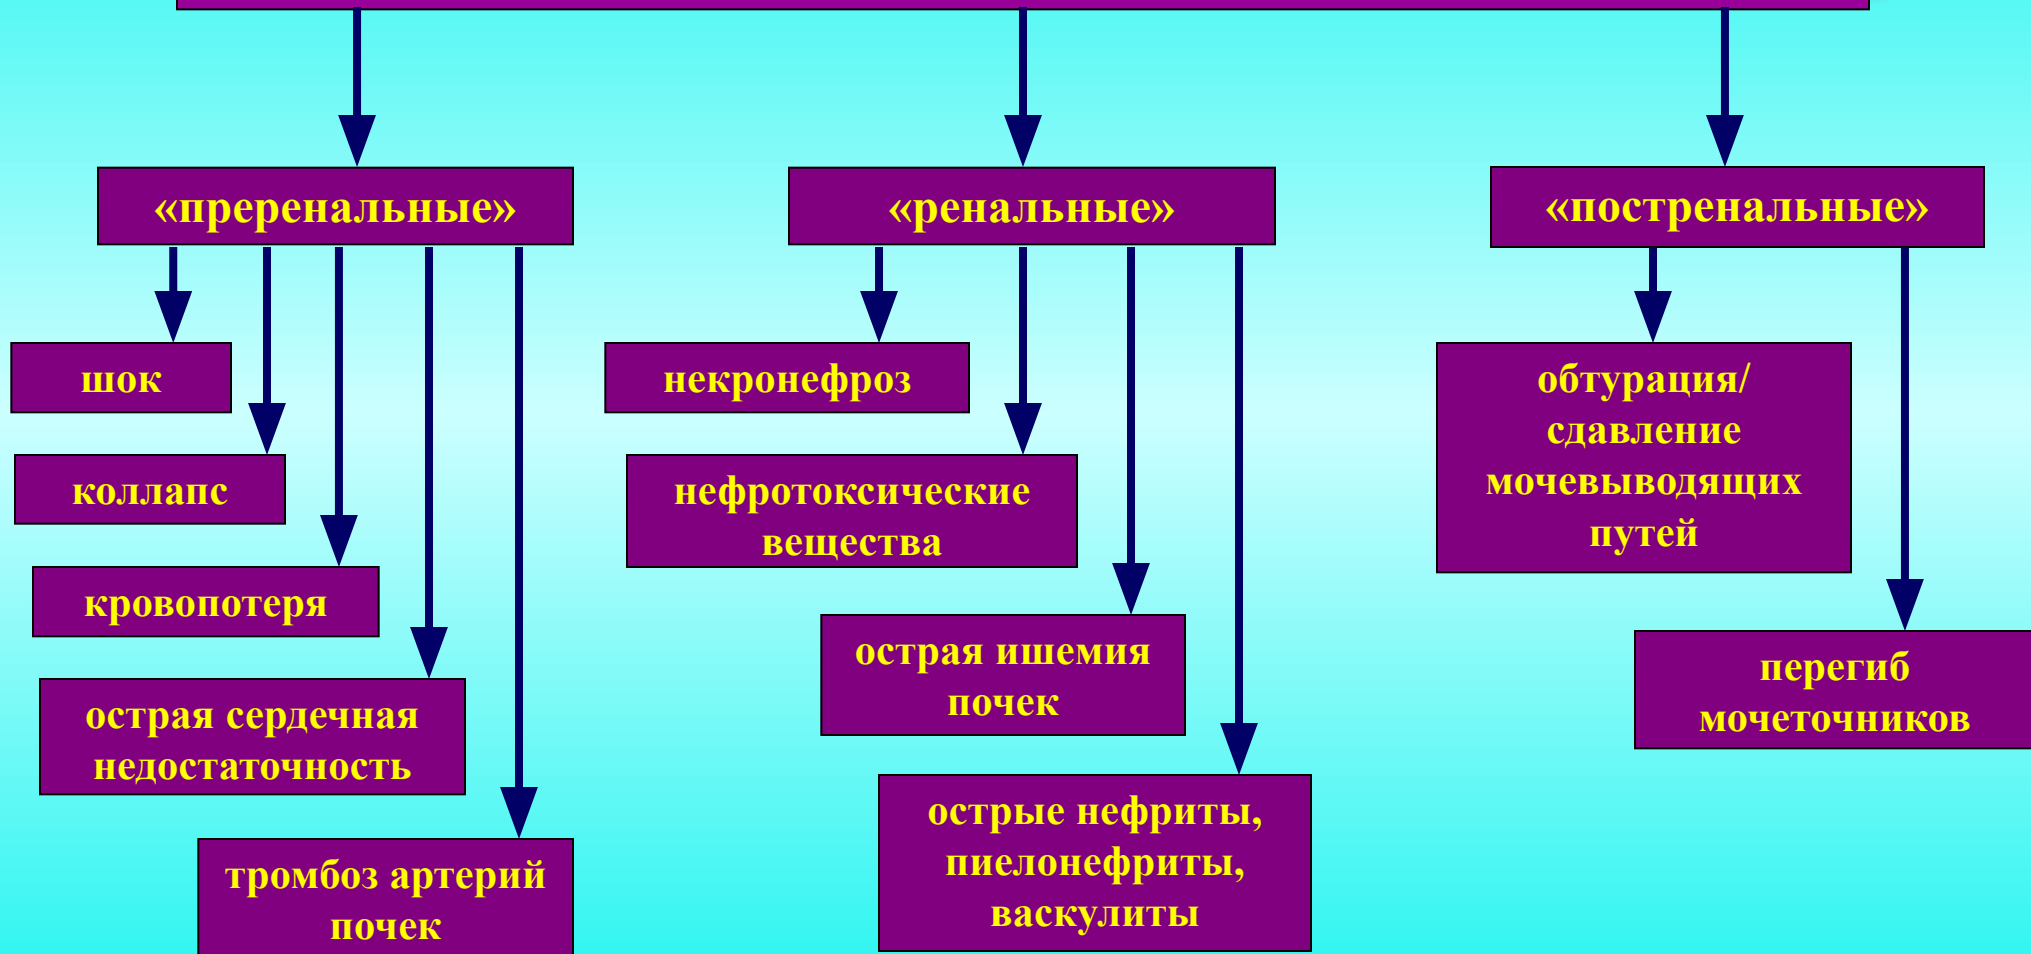 «преренальные»
«ренальные»
«постренальные»
шок
коллапс
кровопотеря
острая сердечная
недостаточность
тромбоз артерий
почек
некронефроз
нефротоксические
вещества
острая ишемия
почек
острые нефриты,
пиелонефриты,
васкулиты
обтурация/
сдавление
мочевыводящих
путей
перегиб
мочеточников